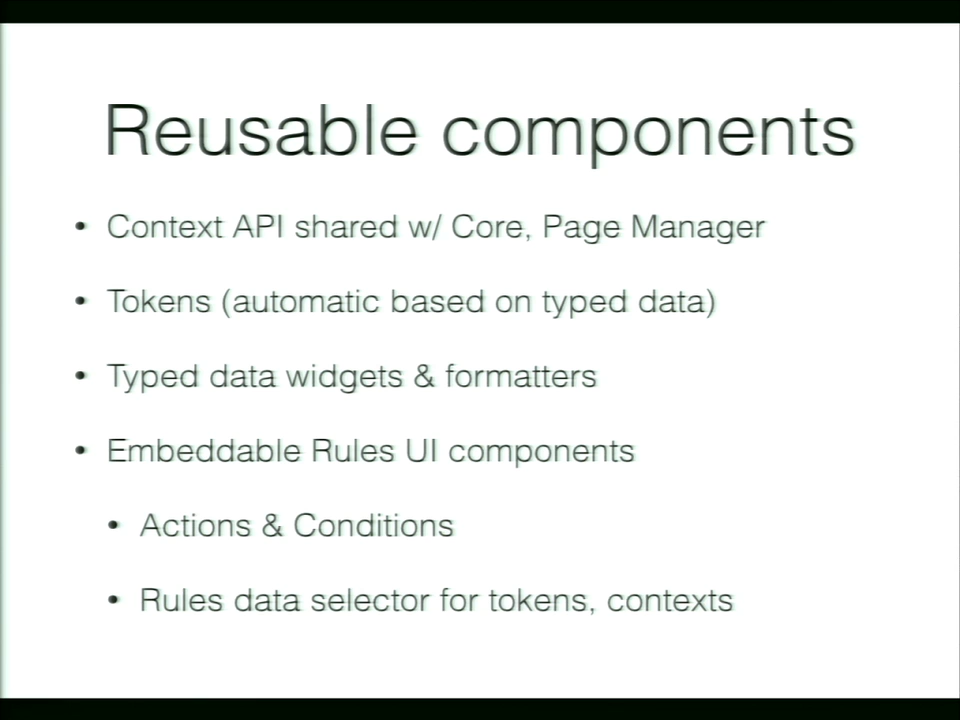 Reusable components
• Context API shared w/ Core, Page Manager
• Tokens (automatic based on typed data)
• Typed data widgets & formatters
• Embeddable Rules UI components
• Actions & Conditions
• Rules data selector for tokens, contexts